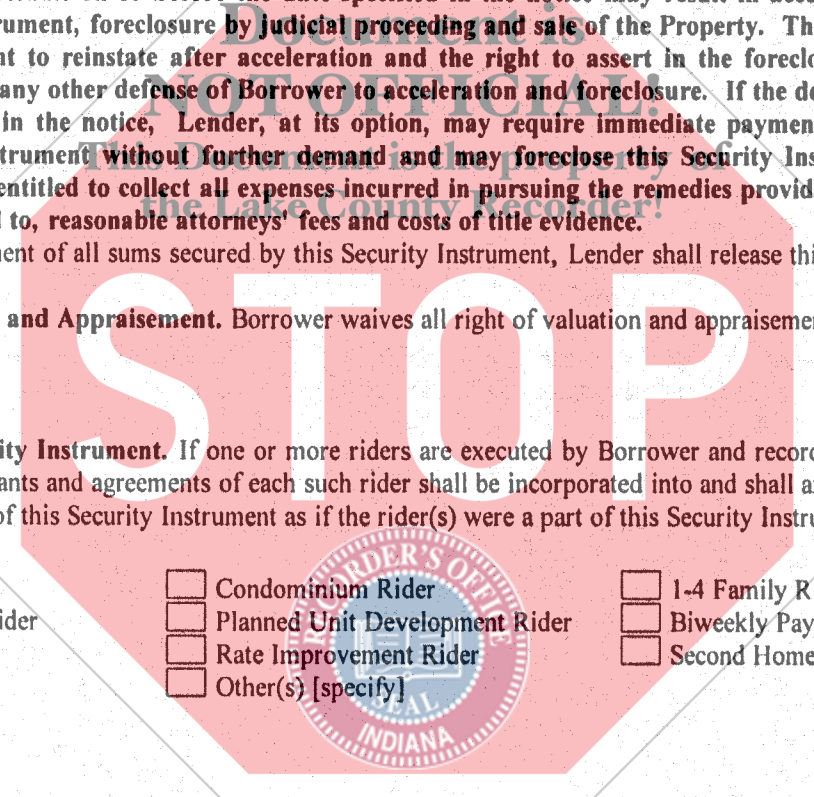 rument, foreclosure by judicial proceeding and sale of the Property. Th
Document is
nt to reinstate after acceleration and the right to assert in the foreclo
any other defense of Borrower to acceleration and foreclosure. If the de
NOT OFFICIAL!
in the notice, Lender, at its option, may require immediate paymen
trument without further demand and may foreclose this Security Ins
This Document is the property of
entitled to collect all expenses incurred in pursuing the remedies provid
the Lake County Recorder!
l to, reasonable attorneys' fees and costs of title evidence.
ent of all sums secured by this Security Instrument, Lender shall release thi
and Appraisement. Borrower waives all right of valuation and appraiseme
STOP
ity Instrument. If one or more riders are executed by Borrower and record
ants and agreements of each such rider shall be incorporated into and shall a
of this Security Instrument as if the rider(s) were a part of this Security Instru
RECORDER'S OFFICE
Condominium Rider 1-4 Family R
ider Planned Unit Development Rider Biweekly Pay
Rate Improvement Rider Second Home
Other(s) [specify]
SEAL
INDIANA